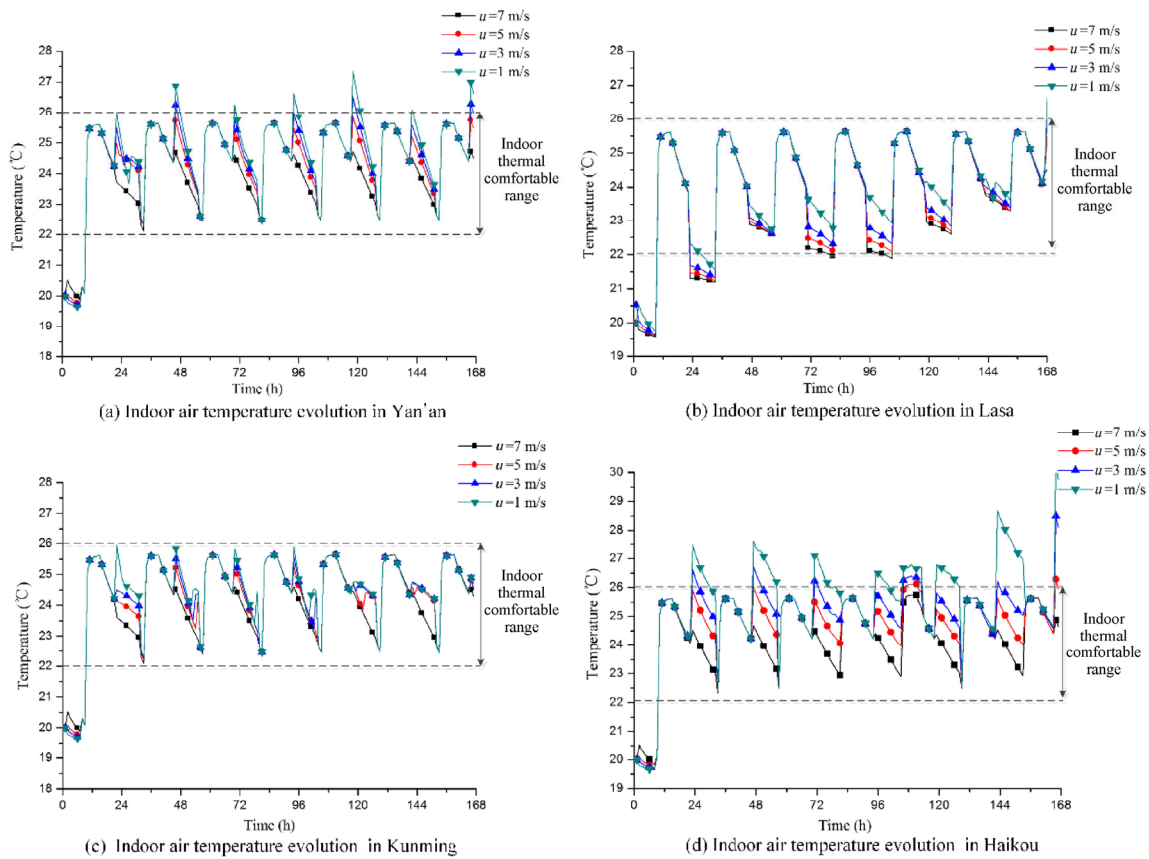 u=7 m/s
u=5 m/s
u=3 m/s
u=1 m/s
28
27
26
25
24
23
22
21
20
19
18
Temperature (℃)
0
24
48
72
96
120
144
168
Time (h)
Indoor
thermal
comfortable
range
(a) Indoor air temperature evolution in Yan’an
u=7 m/s
u=5 m/s
u=3 m/s
u=1 m/s
28
27
26
25
24
23
22
21
20
19
Temperature (℃)
0
24
48
72
96
120
144
168
Time (h)
Indoor
thermal
comfortable
range
(b) Indoor air temperature evolution in Lasa
u=7 m/s
u=5 m/s
u=3 m/s
u=1 m/s
28
27
26
25
24
23
22
21
20
19
18
Temperature (℃)
0
24
48
72
96
120
144
168
Time (h)
Indoor
thermal
comfortable
range
(c) Indoor air temperature evolution in Kunming
u=7 m/s
u=5 m/s
u=3 m/s
u=1 m/s
30
29
28
27
26
25
24
23
22
21
20
19
Temperature (℃)
0
24
48
72
96
120
144
168
Time (h)
Indoor
thermal
comfortable
range
(d) Indoor air temperature evolution in Haikou